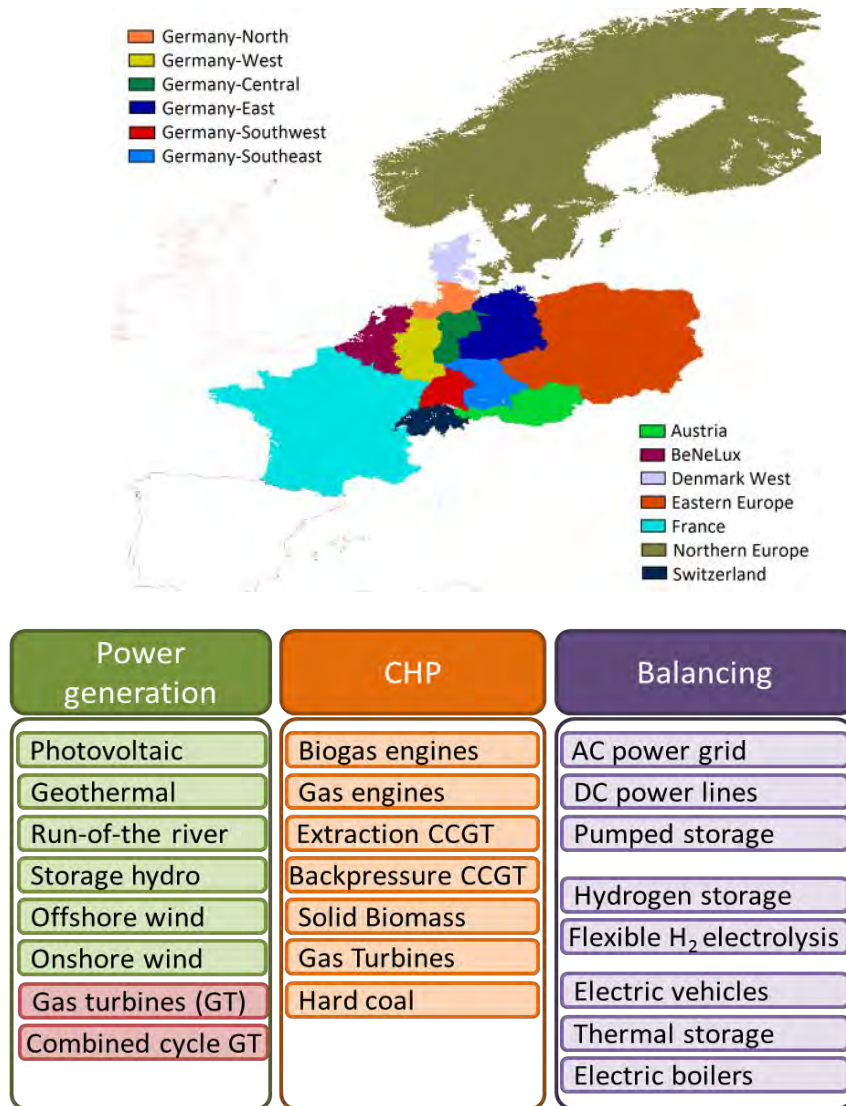 Germany-North
Germany-West
Germany-Central
Germany-East
Germany-Southwest
Germany-Southeast
Austria
BeNeLux
Denmark West
Eastern Europe
France
Northern Europe
Switzerland
Power
generation
Photovoltaic
Geothermal
Run-of-the river
Storage hydro
Offshore wind
Onshore wind
Gas turbines (GT)
Combined cycle GT
CHP
Biogas engines
Gas engines
Extraction CCGT
Backpressure CCGT
Solid Biomass
Gas Turbines
Hard coal
Balancing
AC power grid
DC power lines
Pumped storage
Hydrogen storage
Flexible H₂ electrolysis
Electric vehicles
Thermal storage
Electric boilers